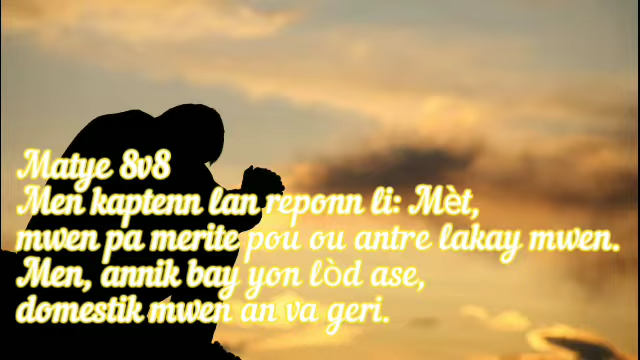 Matye 8v8
Men kaptenn lan reponn li: Mèt,
mwen pa merite pou ou antre lakay mwen.
Men, annik bay yon lòd ase,
domestik mwen an va geri.